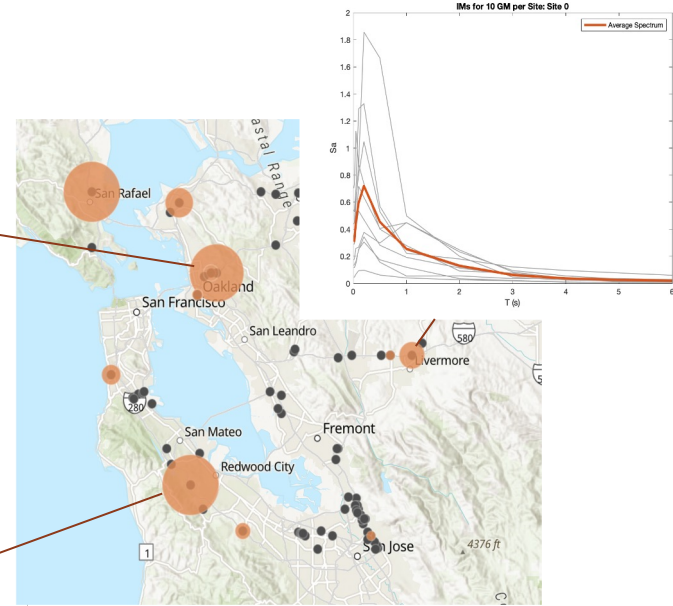 IMs for 10 GM per Site: Site 0
Average Spectrum
2
1.8
1.6
1.4
1.2
1
0.8
0.6
0.4
0.2
0
Sa
0 1 2 3 4 5 6
T (s)
astal Range
San Rafael
Oakland
San Francisco
San Leandro
580
Livermore
5
280
Fremont
San Mateo
Redwood City
1
San Jose
4376 ft
C